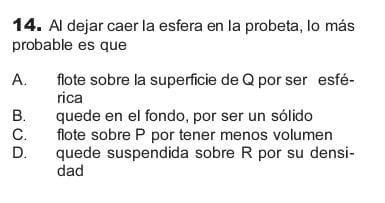 14. Al dejar caer la esfera en la probeta, lo más
probable es que
A. flote sobre la superficie de Q por ser esfé-
rica
B. quede en el fondo, por ser un sólido
C. flote sobre P por tener menos volumen
D. quede suspendida sobre R por su densi-
dad